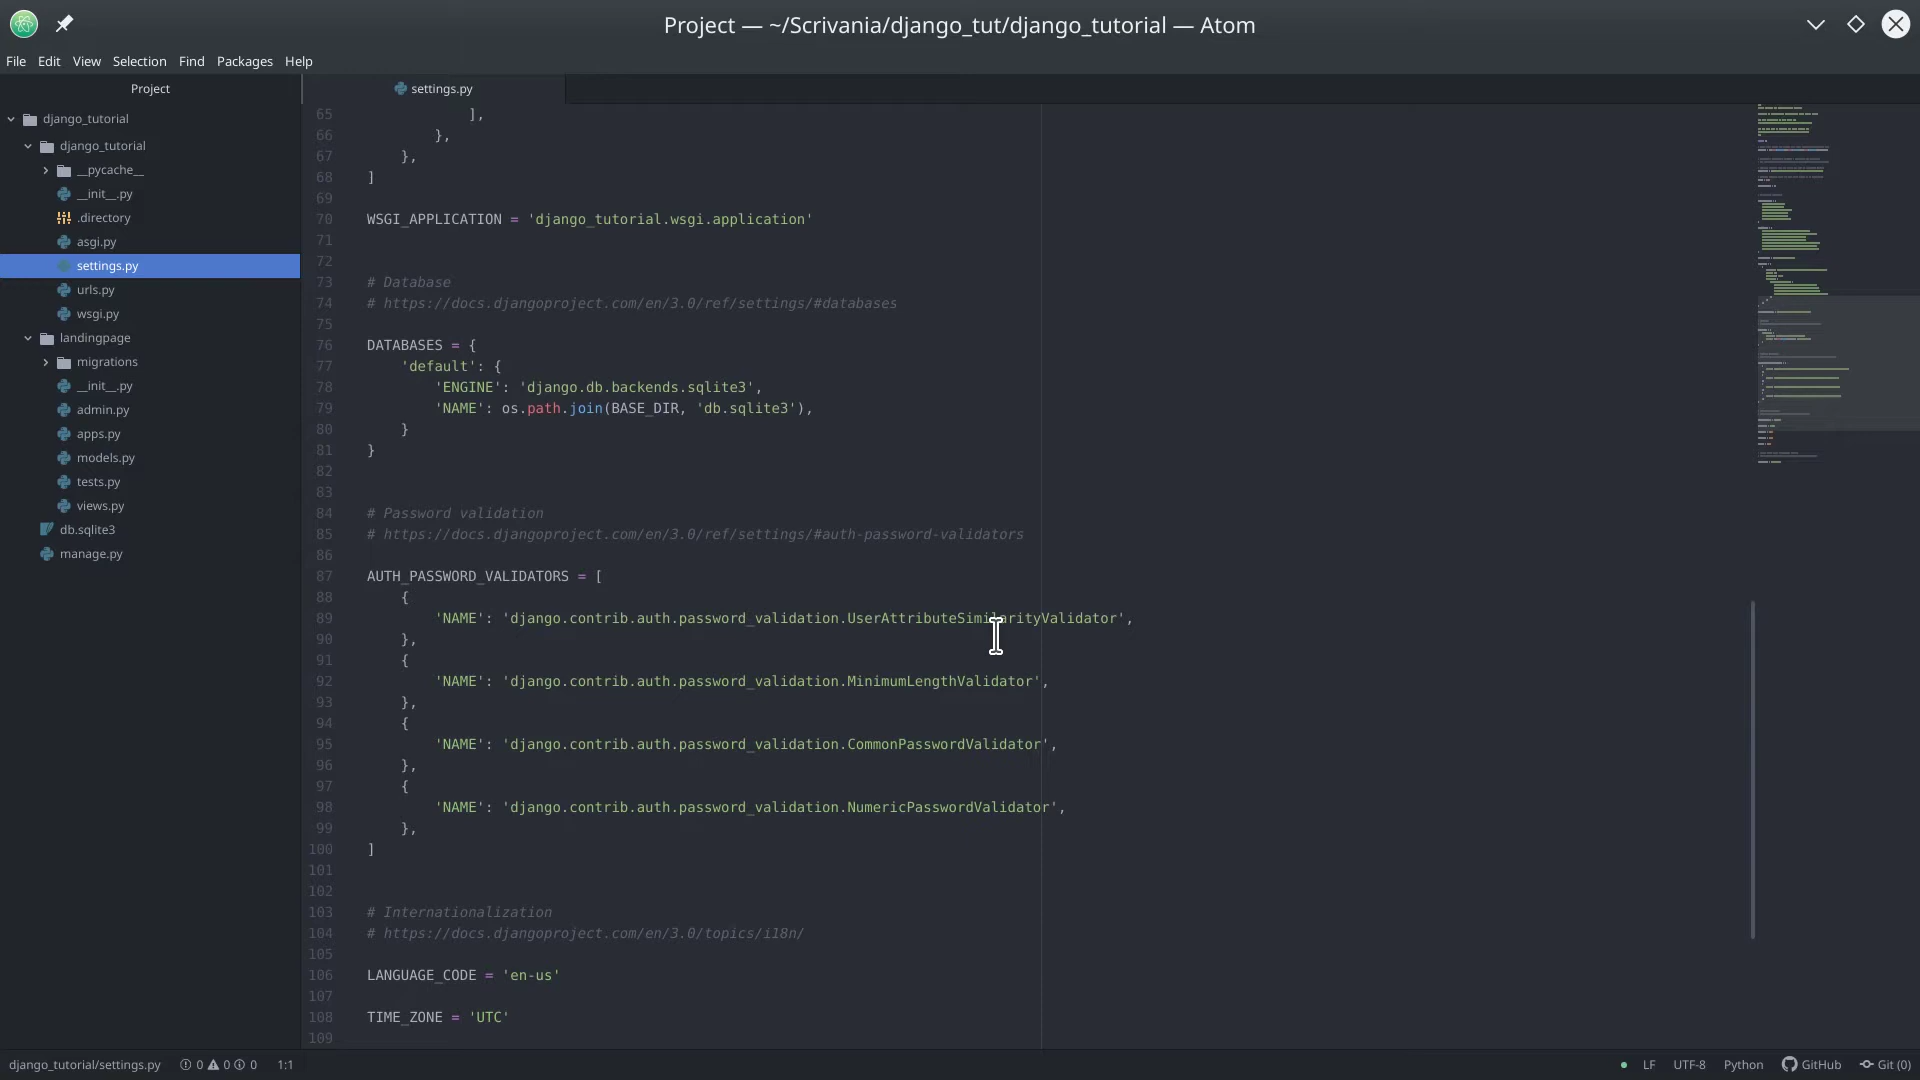 Project — ~/Scrivania/django_tut/django_tutorial — Atom
File Edit View Selection Find Packages Help
Project
django_tutorial
django_tutorial
__pycache__
__init__.py
.directory
asgi.py
settings.py
urls.py
wsgi.py
landingpage
migrations
__init__.py
admin.py
apps.py
models.py
tests.py
views.py
db.sqlite3
manage.py
settings.py
65 ],
66 },
67 },
68 ]
69
70 WSGI_APPLICATION = 'django_tutorial.wsgi.application'
71
72
73 # Database
74 # https://docs.djangoproject.com/en/3.0/ref/settings/#databases
75
76 DATABASES = {
77 'default': {
78 'ENGINE': 'django.db.backends.sqlite3',
79 'NAME': os.path.join(BASE_DIR, 'db.sqlite3'),
80 }
81 }
82
83
84 # Password validation
85 # https://docs.djangoproject.com/en/3.0/ref/settings/#auth-password-validators
86
87 AUTH_PASSWORD_VALIDATORS = [
88 {
89 'NAME': 'django.contrib.auth.password_validation.UserAttributeSimilarityValidator',
90 },
91 {
92 'NAME': 'django.contrib.auth.password_validation.MinimumLengthValidator',
93 },
94 {
95 'NAME': 'django.contrib.auth.password_validation.CommonPasswordValidator',
96 },
97 {
98 'NAME': 'django.contrib.auth.password_validation.NumericPasswordValidator',
99 },
100 ]
101
102
103 # Internationalization
104 # https://docs.djangoproject.com/en/3.0/topics/i18n/
105
106 LANGUAGE_CODE = 'en-us'
107
108 TIME_ZONE = 'UTC'
109
django_tutorial/settings.py 0 0 0 1:1 LF UTF-8 Python GitHub Git (0)